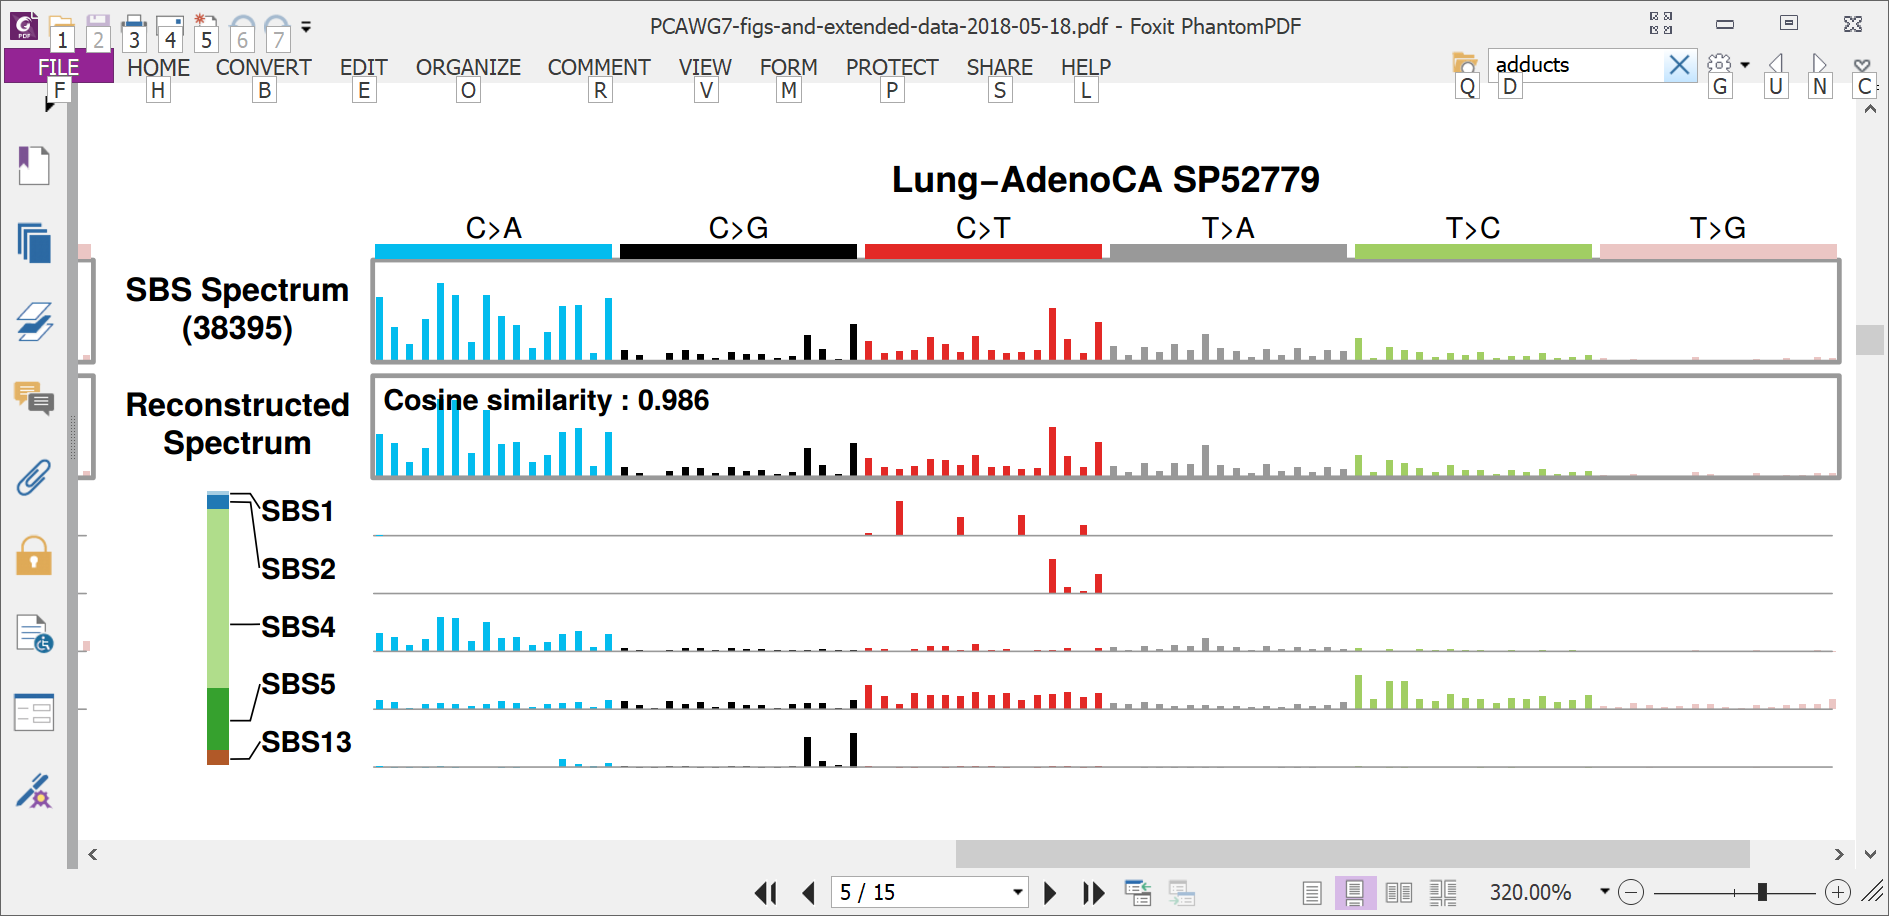 PCAWG7-figs-and-extended-data-2018-05-18.pdf - Foxit PhantomPDF
1 2 3 4 5 6 7
FILE HOME CONVERT EDIT ORGANIZE COMMENT VIEW FORM PROTECT SHARE HELP adducts
F H B E O R V M P S L Q D G U N C
Lung–AdenoCA SP52779
C>A C>G C>T T>A T>C T>G
SBS Spectrum
(38395)
Cosine similarity : 0.986
Reconstructed
Spectrum
SBS1
SBS2
SBS4
SBS5
SBS13
5 / 15 320.00%